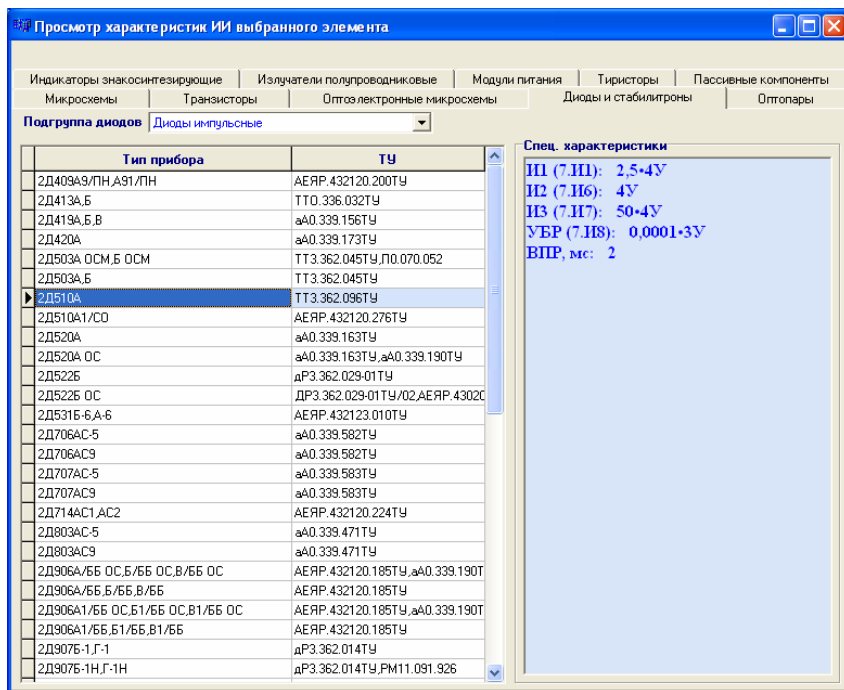 Просмотр характеристик ИИ выбранного элемента
Индикаторы знакосинтезирующие Излучатели полупроводниковые Модули питания Тиристоры Пассивные компоненты
Микросхемы Транзисторы Оптоэлектронные микросхемы Диоды и стабилитроны Оптопары
Подгруппа диодов Диоды импульсные
Тип прибора ТУ
2Д409А9/ПН,А91/ПН АЕЯР.432120.200ТУ
2Д413А,Б ТТ0.336.032ТУ
2Д419А,Б,В аА0.339.156ТУ
2Д420А аА0.339.173ТУ
2Д503А ОСМ,Б ОСМ ТТ3.362.045ТУ,П0.070.052
2Д503А,Б ТТ3.362.045ТУ
2Д510А ТТ3.362.096ТУ
2Д510А1/СО АЕЯР.432120.276ТУ
2Д520А аА0.339.163ТУ
2Д520А ОС аА0.339.163ТУ,аА0.339.190ТУ
2Д522Б дР3.362.029-01ТУ
2Д522Б ОС ДР3.362.029-01ТУ/02,АЕЯР.43020
2Д531Б-6,А-6 АЕЯР.432123.010ТУ
2Д706АС-5 аА0.339.582ТУ
2Д706АС9 аА0.339.582ТУ
2Д707АС-5 аА0.339.583ТУ
2Д707АС9 аА0.339.583ТУ
2Д714АС1,АС2 АЕЯР.432120.224ТУ
2Д803АС-5 аА0.339.471ТУ
2Д803АС9 аА0.339.471ТУ
2Д906А/ББ ОС,Б/ББ ОС,В/ББ ОС АЕЯР.432120.185ТУ,аА0.339.190Т
2Д906А/ББ,Б/ББ,В/ББ АЕЯР.432120.185ТУ
2Д906А1/ББ ОС,Б1/ББ ОС,В1/ББ ОС АЕЯР.432120.185ТУ,аА0.339.190Т
2Д906А1/ББ,Б1/ББ,В1/ББ АЕЯР.432120.185ТУ
2Д907Б-1,Г-1 дР3.362.014ТУ
2Д907Б-1Н,Г-1Н дР3.362.014ТУ,РМ11.091.926
Спец. характеристики
И1 (7.И1): 2,5•4У
И2 (7.И6): 4У
И3 (7.И7): 50•4У
УБР (7.И8): 0,0001•3У
ВПР, мс: 2